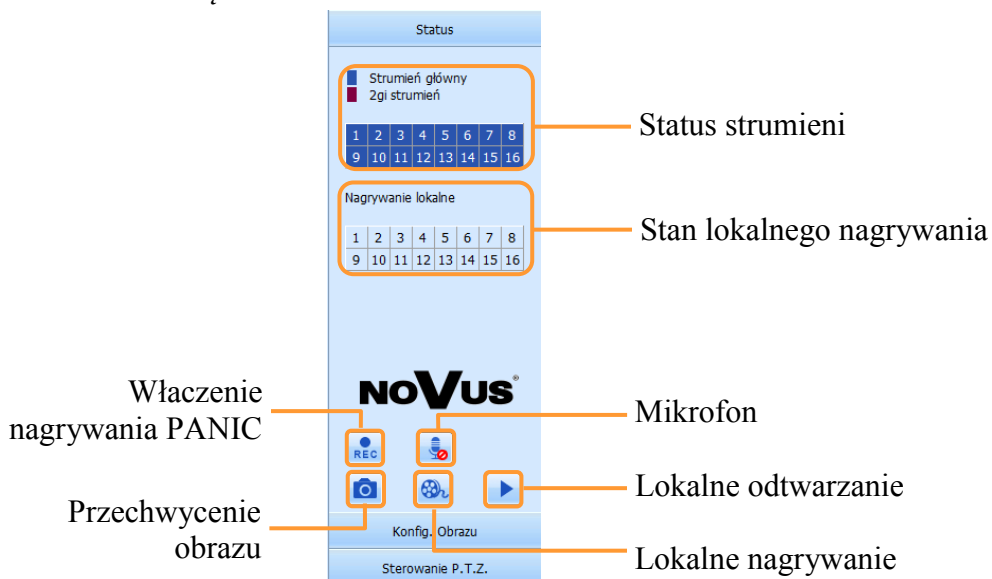 Status
Strumień główny
2gi strumień
1 2 3 4 5 6 7 8
9 10 11 12 13 14 15 16
Status strumieni
Nagrywanie lokalne
1 2 3 4 5 6 7 8
9 10 11 12 13 14 15 16
Stan lokalnego nagrywania
NOVUS®
Włączenie
nagrywania PANIC
REC
Mikrofon
Przechwycenie
obrazu
Lokalne odtwarzanie
Lokalne nagrywanie
Konfig. Obrazu
Sterowanie P.T.Z.